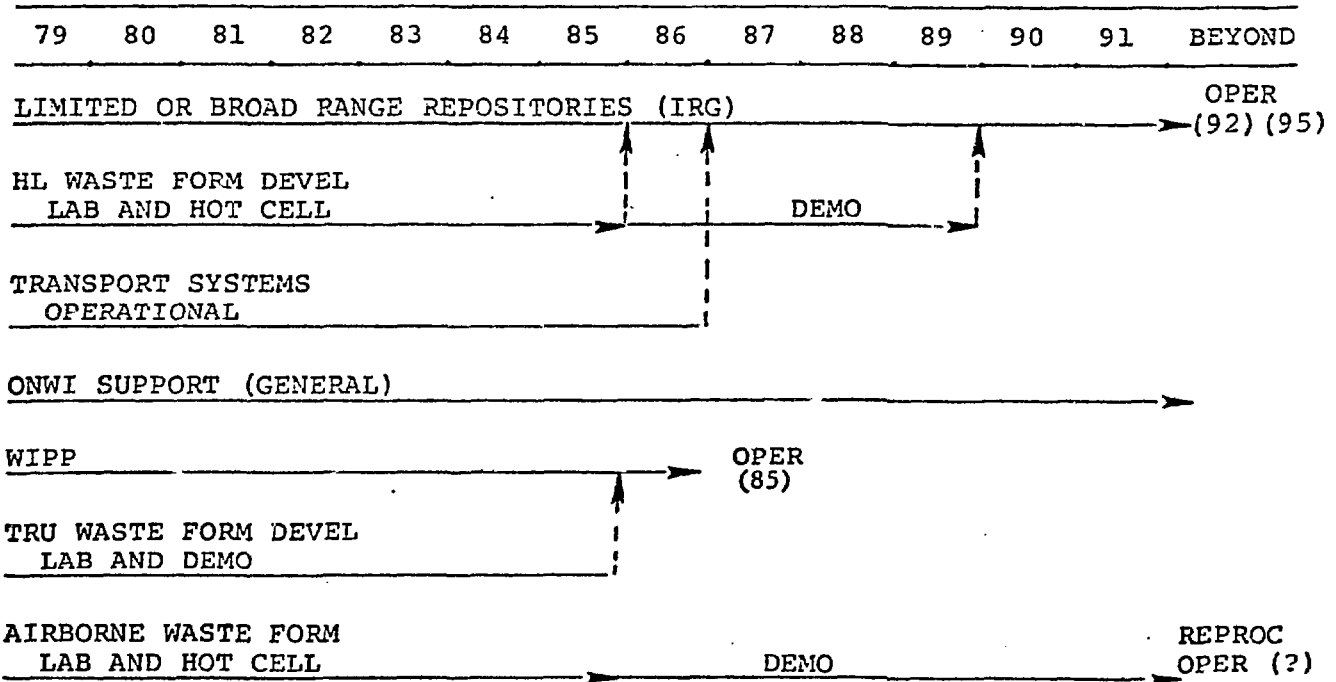 79 80 81 82 83 84 85 86 87 88 89 90 91 BEYOND
LIMITED OR BROAD RANGE REPOSITORIES (IRG)
OPER
(92) (95)
HL WASTE FORM DEVEL
LAB AND HOT CELL
DEMO
TRANSPORT SYSTEMS
OPERATIONAL
ONWI SUPPORT (GENERAL)
WIPP
OPER
(85)
TRU WASTE FORM DEVEL
LAB AND DEMO
AIRBORNE WASTE FORM
LAB AND HOT CELL
DEMO
REPROC
OPER (?)